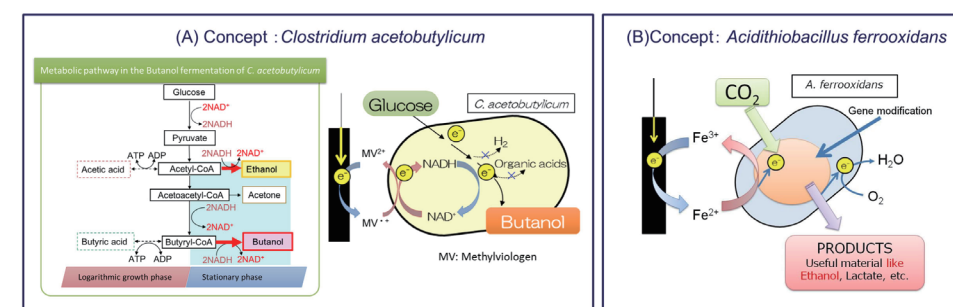 (A) Concept : Clostridium acetobutylicum
Metabolic pathway in the Butanol fermentation of C. acetobutylicum
Glucose
2NAD⁺
2NADH
Pyruvate
ATP ADP
2NADH 2NAD⁺
Acetic acid
Acetyl-CoA
Ethanol
Acetoacetyl-CoA
Acetone
2NADH
2NAD⁺
Butyric acid
Butyryl-CoA
Butanol
ATP ADP
2NADH 2NAD⁺
Logarithmic growth phase
Stationary phase
Glucose
C. acetobutylicum
e⁻
H₂
MV²⁺
NADH
Organic acids
e⁻
e⁻
e⁻
MV･+
NAD⁺
Butanol
MV: Methylviologen
(B)Concept: Acidithiobacillus ferrooxidans
CO₂
A. ferrooxidans
Gene modification
Fe³⁺
e⁻
e⁻
e⁻
H₂O
O₂
Fe²⁺
PRODUCTS
Useful material like
Ethanol, Lactate, etc.